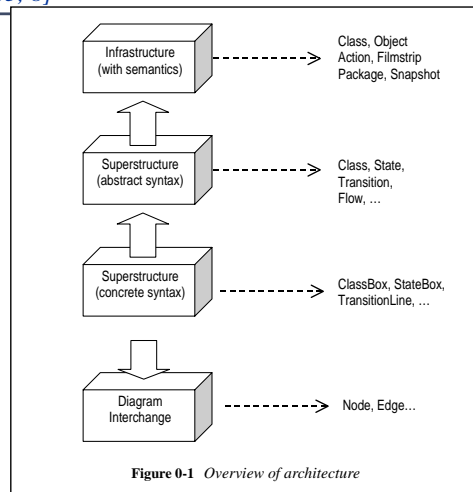 Infrastructure
(with semantics)
Class, Object
Action, Filmstrip
Package, Snapshot
Superstructure
(abstract syntax)
Class, State,
Transition,
Flow, …
Superstructure
(concrete syntax)
ClassBox, StateBox,
TransitionLine, …
Diagram
Interchange
Node, Edge…
Figure 0-1 Overview of architecture